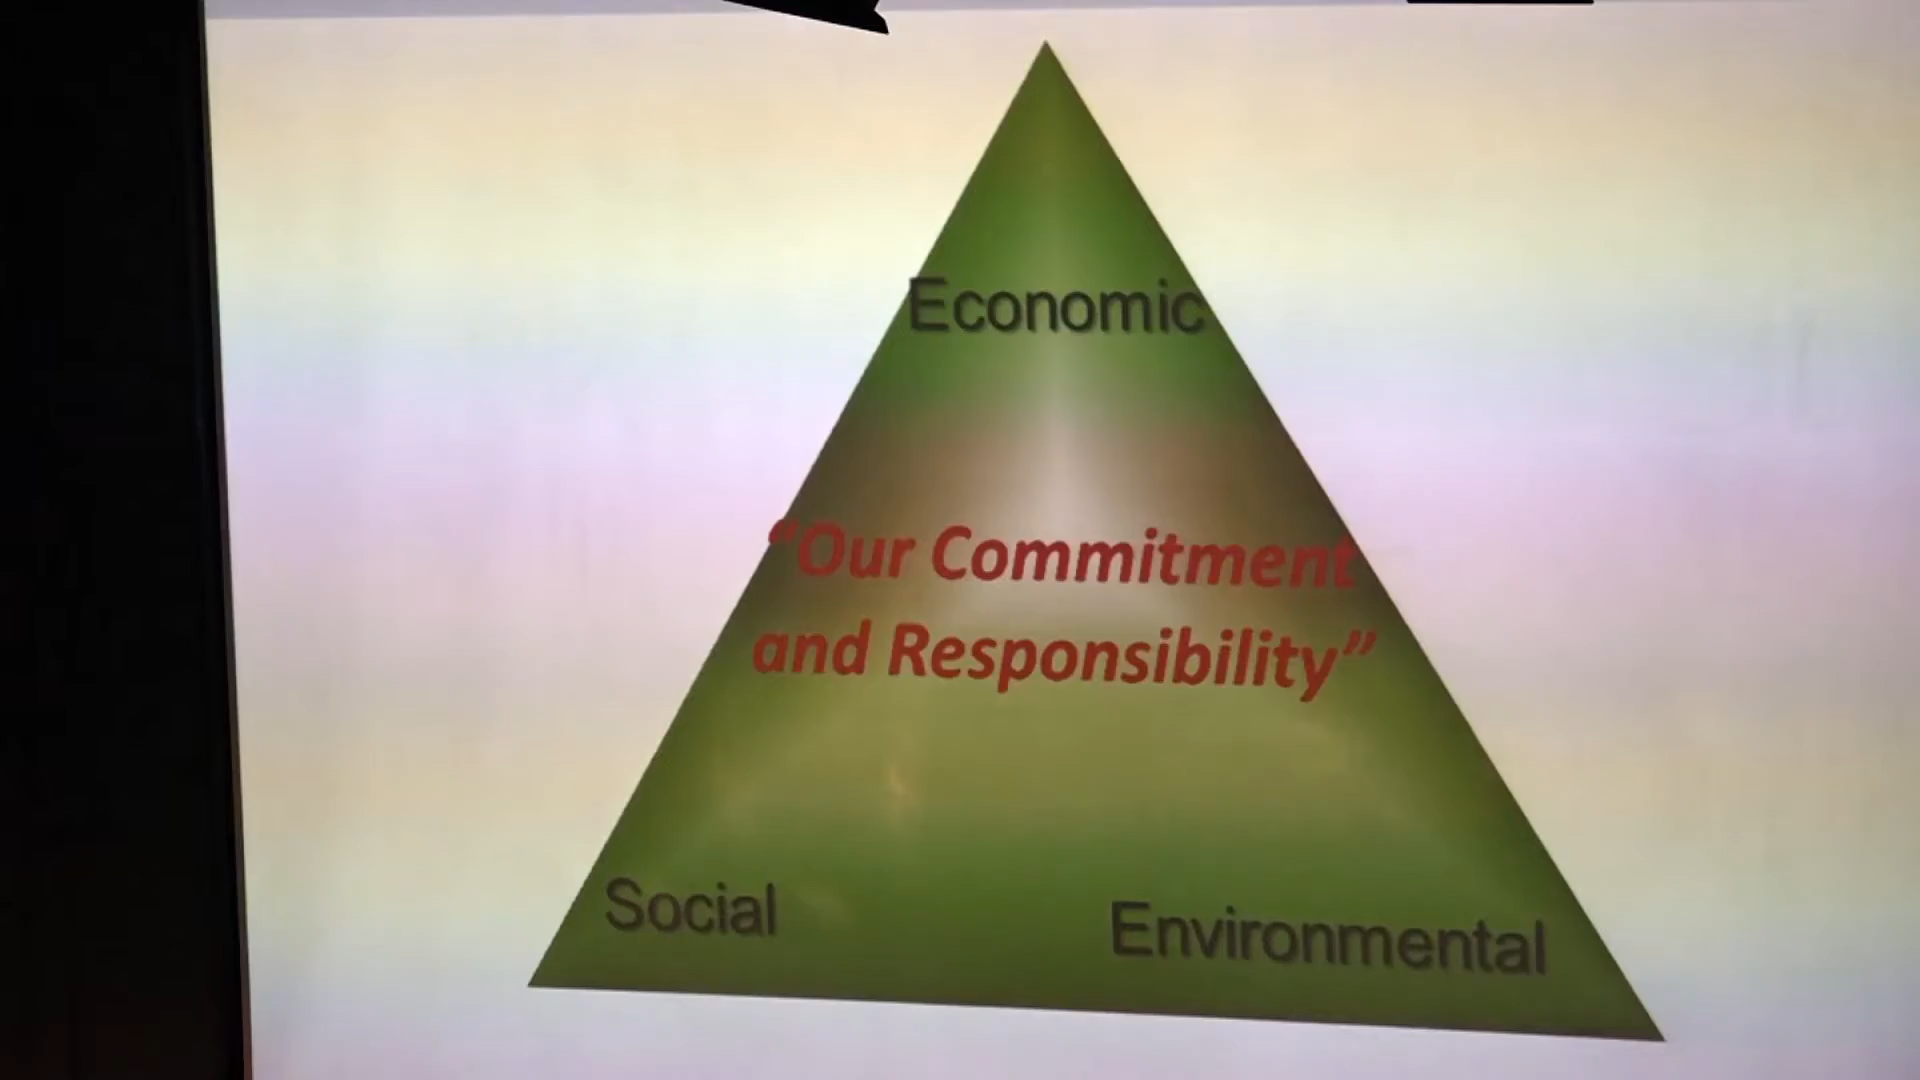 Economic
“Our Commitment
and Responsibility”
Social
Environmental